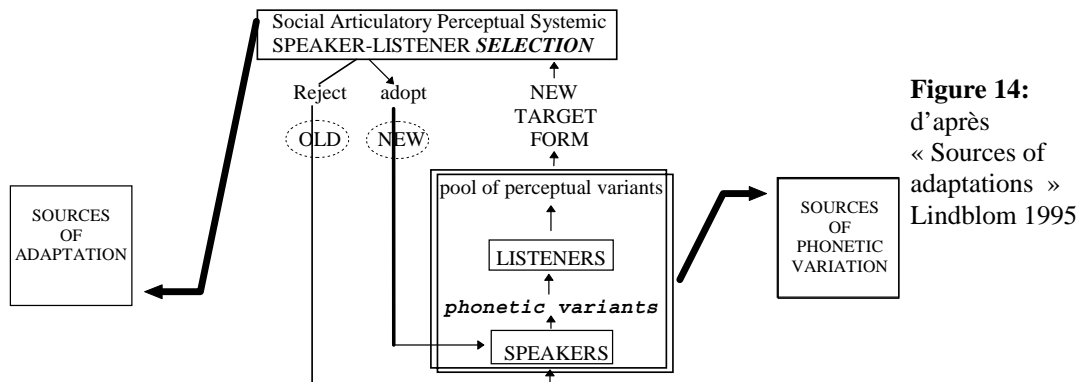 Social Articulatory Perceptual Systemic
SPEAKER-LISTENER SELECTION
Reject
adopt
OLD
NEW
NEW
TARGET
FORM
pool of perceptual variants
LISTENERS
phonetic variants
SPEAKERS
SOURCES
OF
ADAPTATION
SOURCES
OF
PHONETIC
VARIATION
Figure 14:
d'après
« Sources of
adaptations »
Lindblom 1995